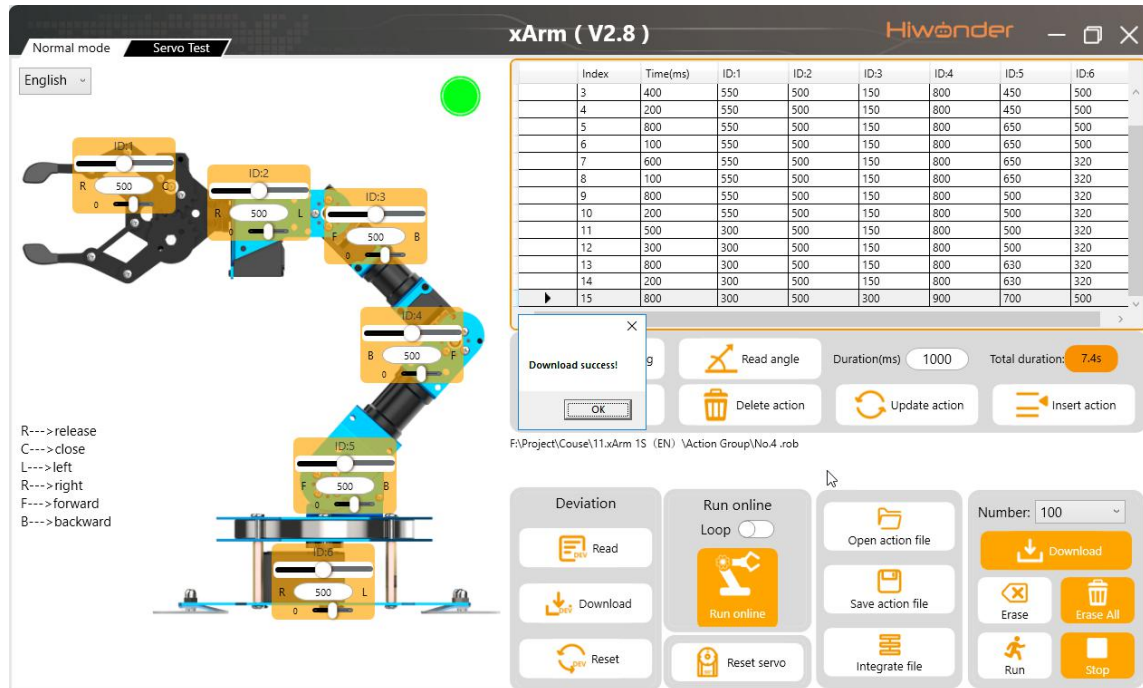 xArm ( V2.8 )
Hiwonder
Normal mode
Servo Test
English
ID:1
R 500 C
0
ID:2
R 500 L
0
ID:3
F 500 B
0
ID:4
B 500 F
0
ID:5
F 500 B
0
ID:6
R 500 L
0
R--->release
C--->close
L--->left
R--->right
F--->forward
B--->backward
Index Time(ms) ID:1 ID:2 ID:3 ID:4 ID:5 ID:6
3 400 550 500 150 800 450 500
4 200 550 500 150 800 450 500
5 800 550 500 150 800 650 500
6 100 550 500 150 800 650 500
7 600 550 500 150 800 650 320
8 100 550 500 150 800 650 320
9 800 550 500 150 800 500 320
10 200 550 500 150 800 500 320
11 500 300 500 150 800 500 320
12 300 300 500 150 800 500 320
13 800 300 500 150 800 630 320
14 200 300 500 150 800 630 320
15 800 300 500 300 900 700 500
Download success!
OK
g
Read angle
Duration(ms) 1000
Total duration: 7.4s
Delete action
Update action
Insert action
F:\Project\Couse\11.xArm 1S（EN）\Action Group\No.4 .rob
Deviation
DEV Read
DEV Download
DEV Reset
Run online
Loop
Run online
Reset servo
Open action file
Save action file
Integrate file
Number: 100
Download
Erase
Erase All
Run
Stop